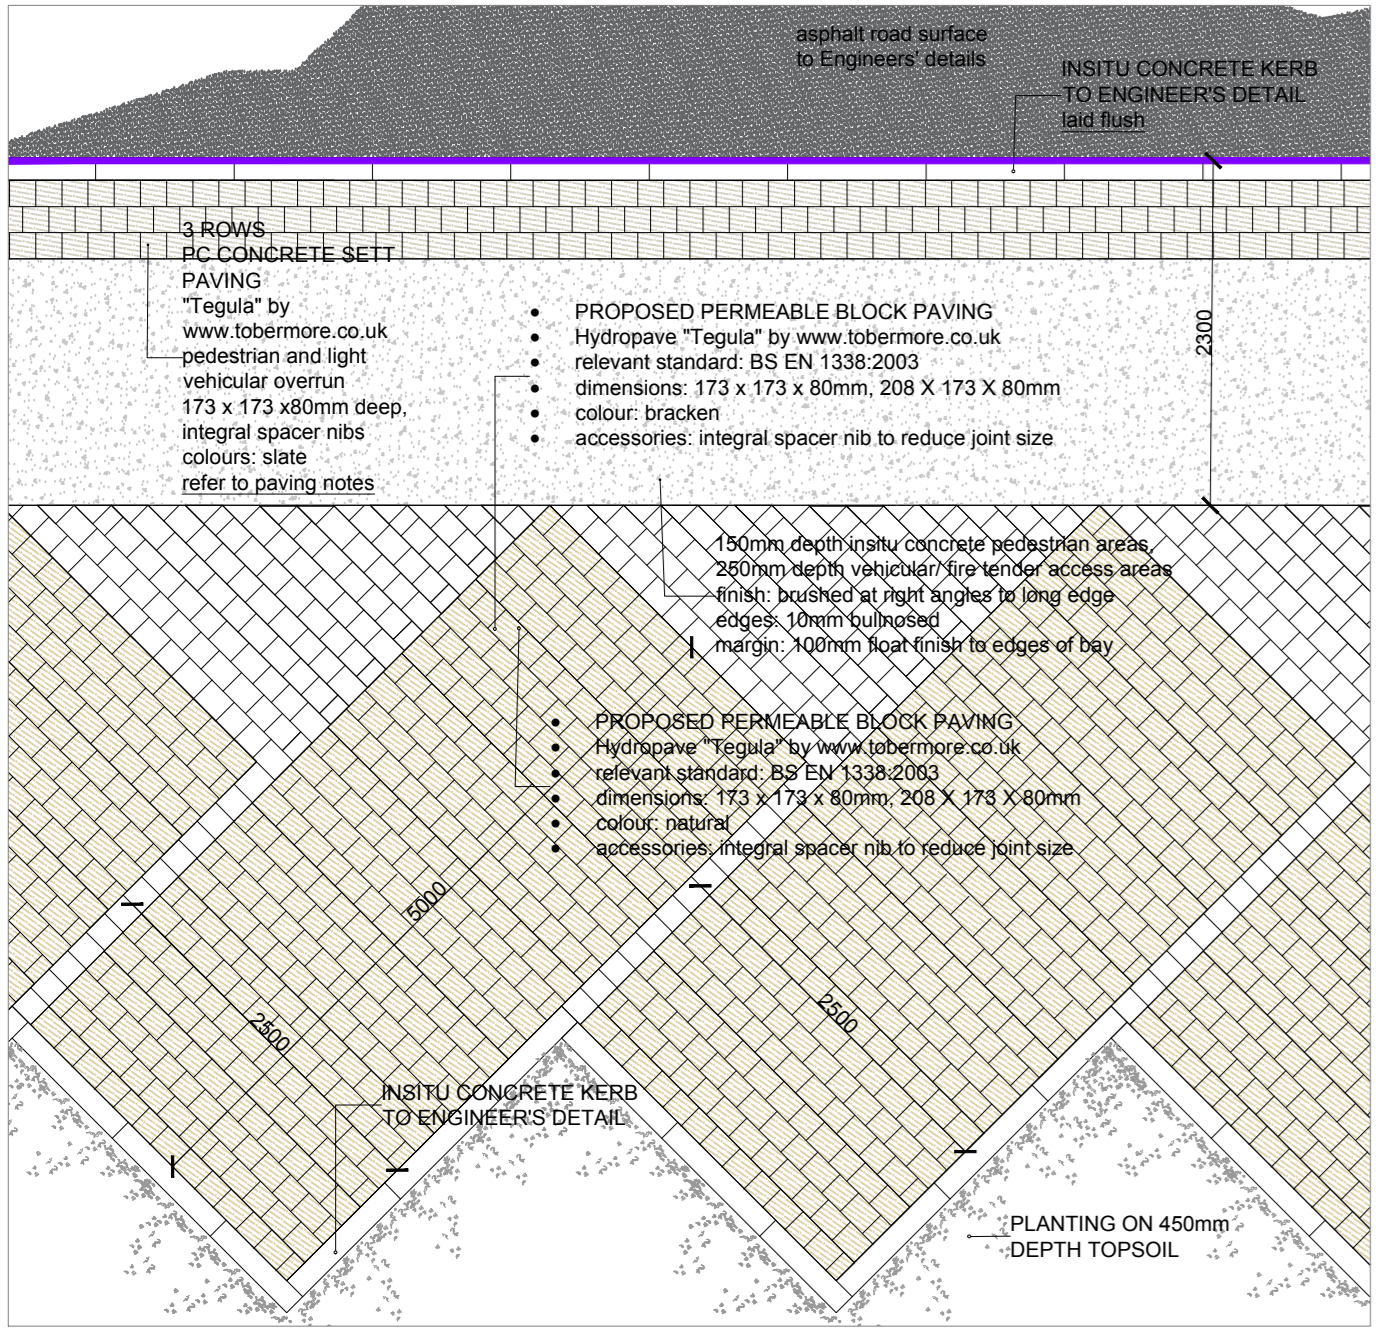 asphalt road surface
to Engineers' details
INSITU CONCRETE KERB
TO ENGINEER'S DETAIL
laid flush
3 ROWS
PC CONCRETE SETT
PAVING
"Tegula" by
www.tobermore.co.uk
pedestrian and light
vehicular overrun
173 x 173 x80mm deep,
integral spacer nibs
colours: slate
refer to paving notes
• PROPOSED PERMEABLE BLOCK PAVING
• Hydropave "Tegula" by www.tobermore.co.uk
• relevant standard: BS EN 1338:2003
• dimensions: 173 x 173 x 80mm, 208 X 173 X 80mm
• colour: bracken
• accessories: integral spacer nib to reduce joint size
2300
150mm depth insitu concrete pedestrian areas,
250mm depth vehicular/ fire tender access areas
finish: brushed at right angles to long edge
edges: 10mm bullnosed
margin: 100mm float finish to edges of bay
• PROPOSED PERMEABLE BLOCK PAVING
• Hydropave "Tegula" by www.tobermore.co.uk
• relevant standard: BS EN 1338:2003
• dimensions: 173 x 173 x 80mm, 208 X 173 X 80mm
• colour: natural
• accessories: integral spacer nib to reduce joint size
5000
2500
2500
INSITU CONCRETE KERB
TO ENGINEER'S DETAIL
PLANTING ON 450mm
DEPTH TOPSOIL